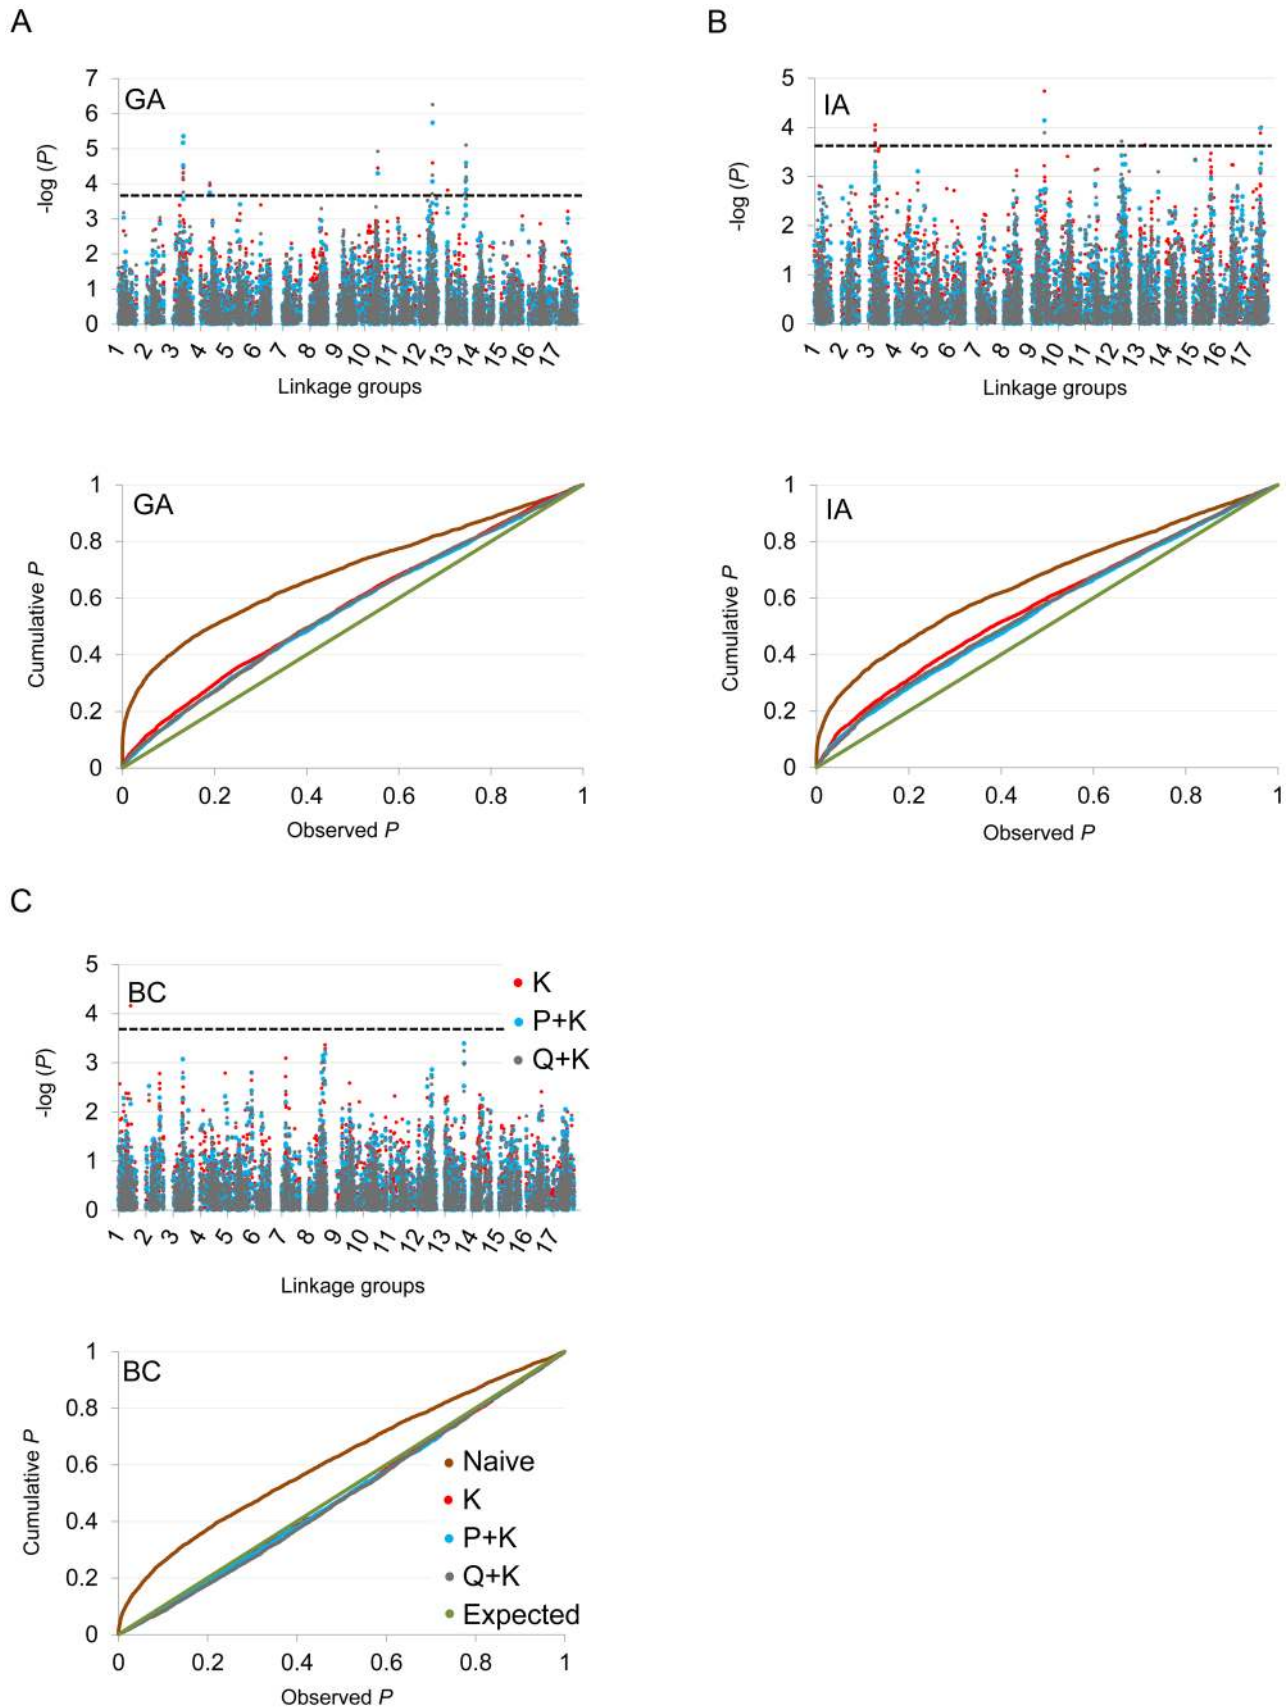 A
GA
7
6
5
4
3
2
1
0
-log (P)
1 2 3 4 5 6 7 8 9 10 11 12 13 14 15 16 17
Linkage groups
B
IA
5
4
3
2
1
0
-log (P)
1 2 3 4 5 6 7 8 9 10 11 12 13 14 15 16 17
Linkage groups
GA
1
0.8
0.6
0.4
0.2
0
Cumulative P
0 0.2 0.4 0.6 0.8 1
Observed P
IA
1
0.8
0.6
0.4
0.2
0
Cumulative P
0 0.2 0.4 0.6 0.8 1
Observed P
C
BC
5
4
3
2
1
0
-log (P)
K
P+K
Q+K
1 2 3 4 5 6 7 8 9 10 11 12 13 14 15 16 17
Linkage groups
BC
1
0.8
0.6
0.4
0.2
0
Cumulative P
Naive
K
P+K
Q+K
Expected
0 0.2 0.4 0.6 0.8 1
Observed P